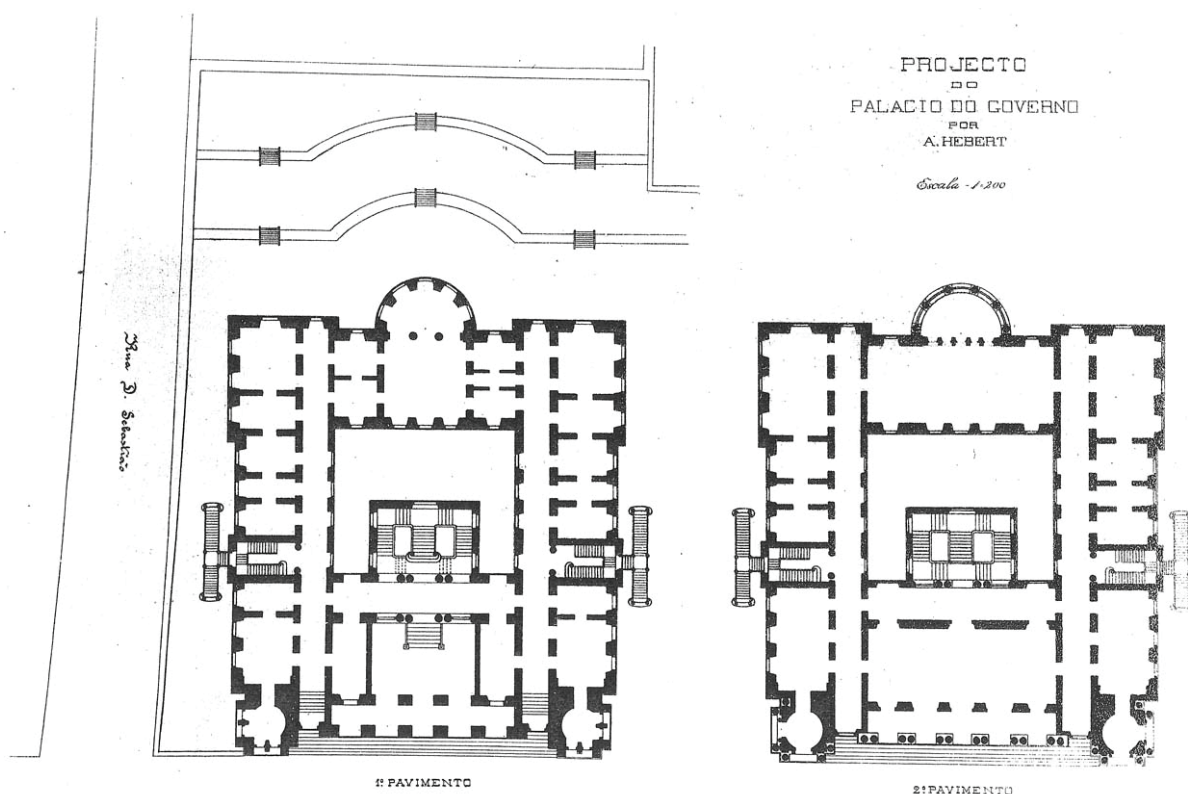 PROJECTO
DO
PALACIO DO GOVERNO
POR
A. HEBERT
Escala - 1=200
Rua D. Sebastião
1º PAVIMENTO
2º PAVIMENTO